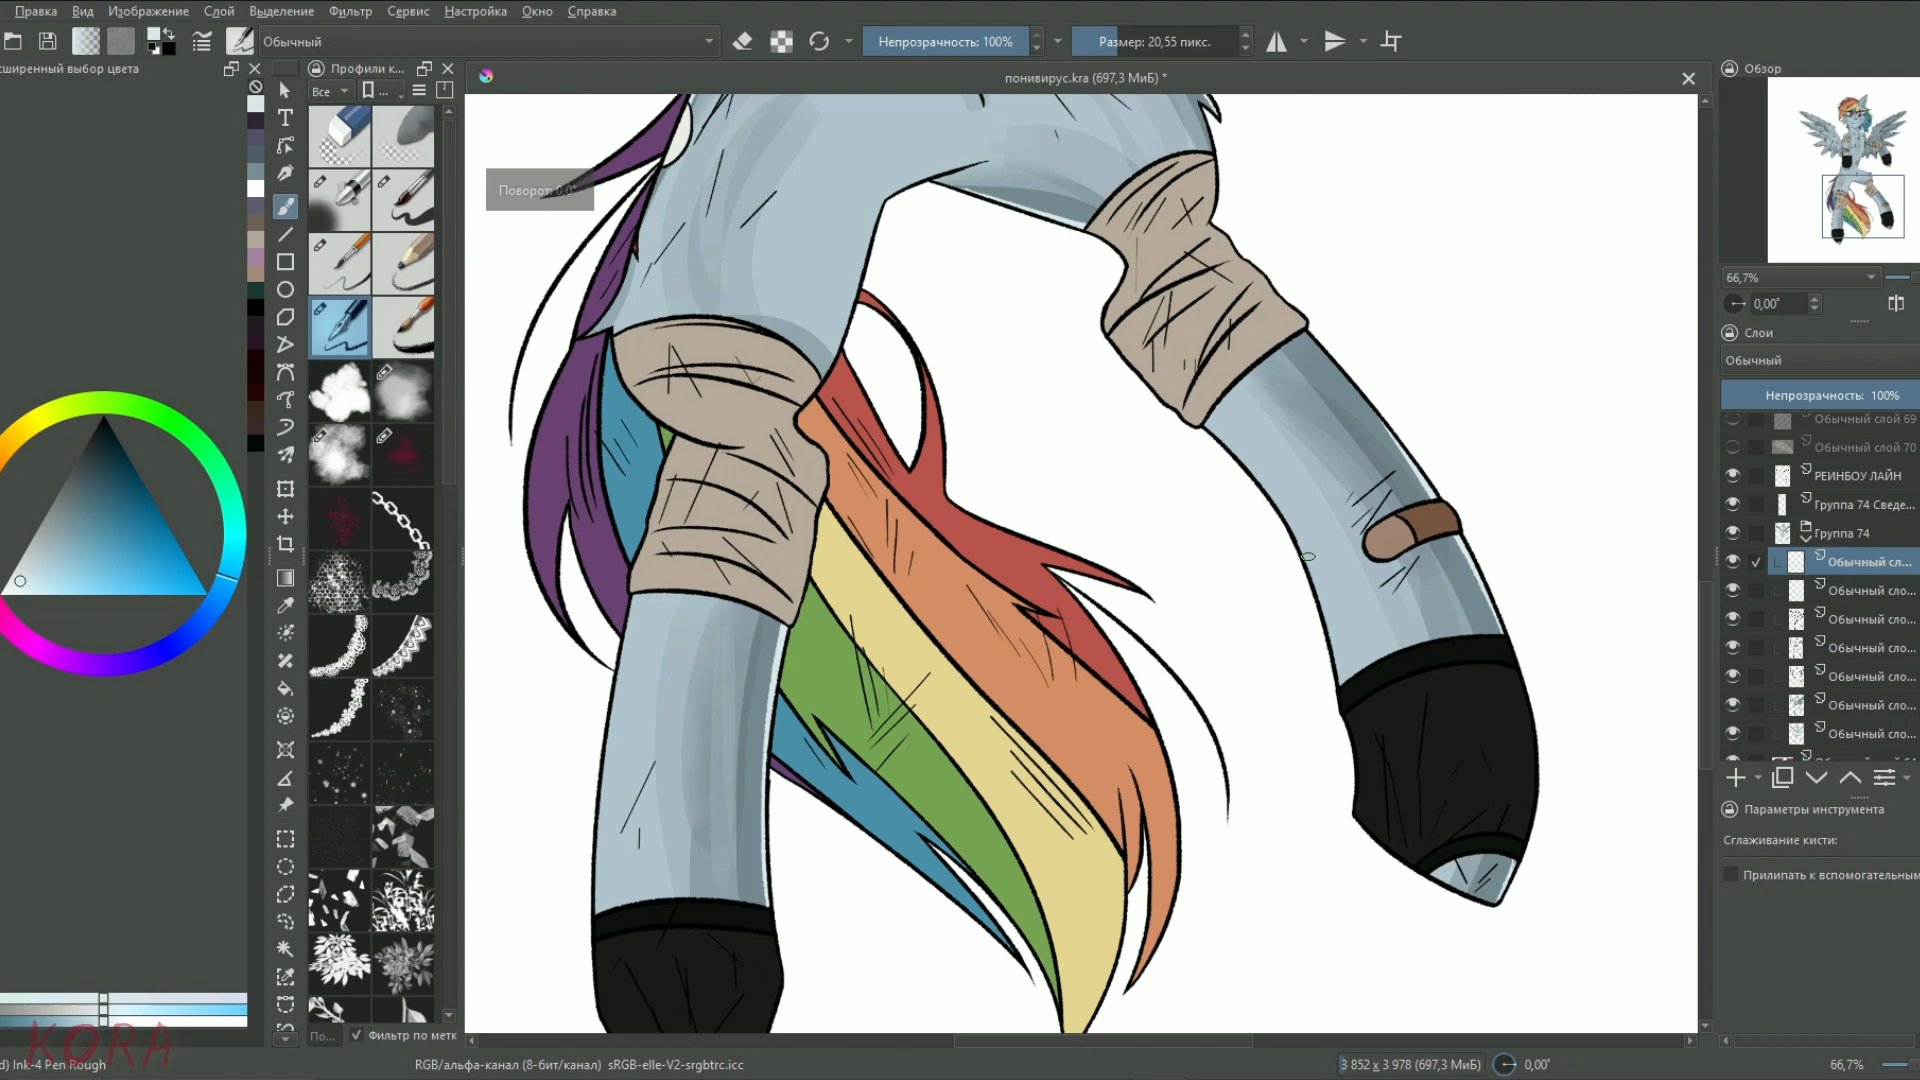 Правка Вид Изображение Слой Выделение Фильтр Сервис Настройка Окно Справка
Обычный
Непрозрачность: 100%
Размер: 20,55 пикс.
сширенный выбор цвета
Профили к...
понивирус.kra (697,3 МиБ) *
Обзор
Все
...
Поворот: 0,0°
66,7%
0,00°
Слои
Обычный
Непрозрачность: 100%
Обычный слой 69
Обычный слой 70
РЕИНБОУ ЛАЙН
Группа 74 Сведе...
Группа 74
Обычный сл...
Обычный сло...
Обычный сло...
Обычный сло...
Обычный сло...
Обычный сло...
Обычный сло...
Параметры инструмента
Сглаживание кисти:
Прилипать к вспомогательным
По...
Фильтр по метк
KORA
d) Ink-4 Pen Rough
RGB/альфа-канал (8-бит/канал) sRGB-elle-V2-srgbtrc.icc
3 852 x 3 978 (697,3 МиБ)
0,00°
66,7%